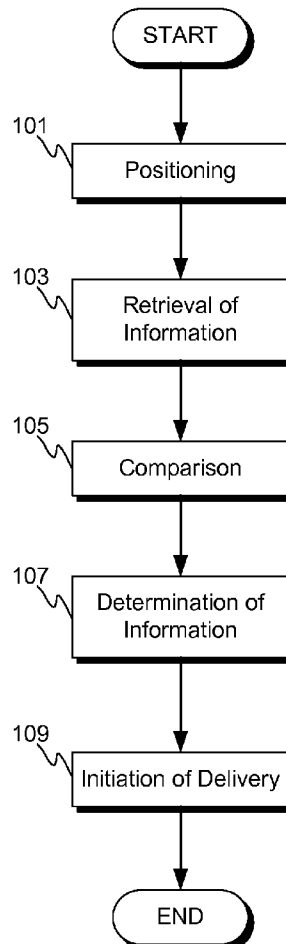 START
101
Positioning
103
Retrieval of
Information
105
Comparison
107
Determination of
Information
109
Initiation of Delivery
END